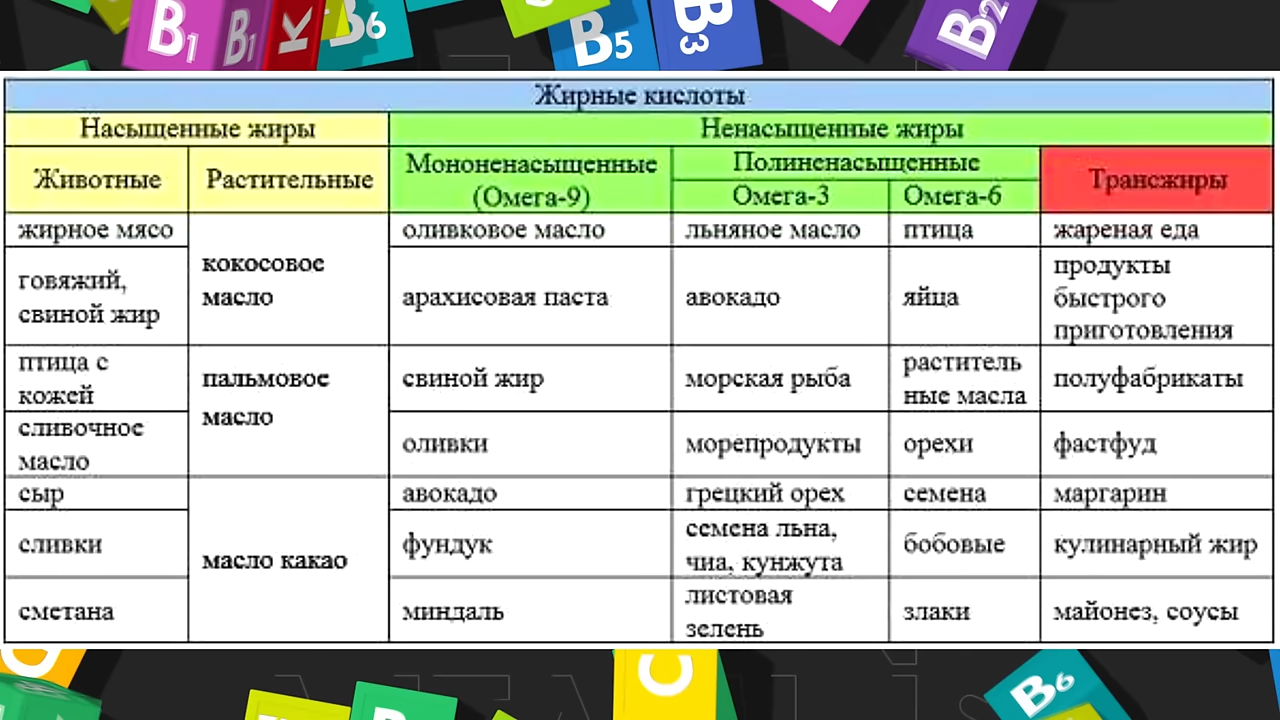 B1
B1
K
B6
B5
B3
B2
Жирные кислоты
Насыщенные жиры
Ненасыщенные жиры
Животные
Растительные
Мононенасыщенные
(Омега-9)
Полиненасыщенные
Омега-3
Омега-6
Трансжиры
жирное мясо
кокосовое
масло
оливковое масло
льняное масло
птица
жареная еда
говяжий,
свиной жир
арахисовая паста
авокадо
яйца
продукты
быстрого
приготовления
птица с
кожей
пальмовое
масло
свиной жир
морская рыба
раститель
ные масла
полуфабрикаты
сливочное
масло
оливки
морепродукты
орехи
фастфуд
сыр
масло какао
авокадо
грецкий орех
семена
маргарин
сливки
фундук
семена льна,
чиа, кунжута
бобовые
кулинарный жир
сметана
миндаль
листовая
зелень
злаки
майонез, соусы
C
B6